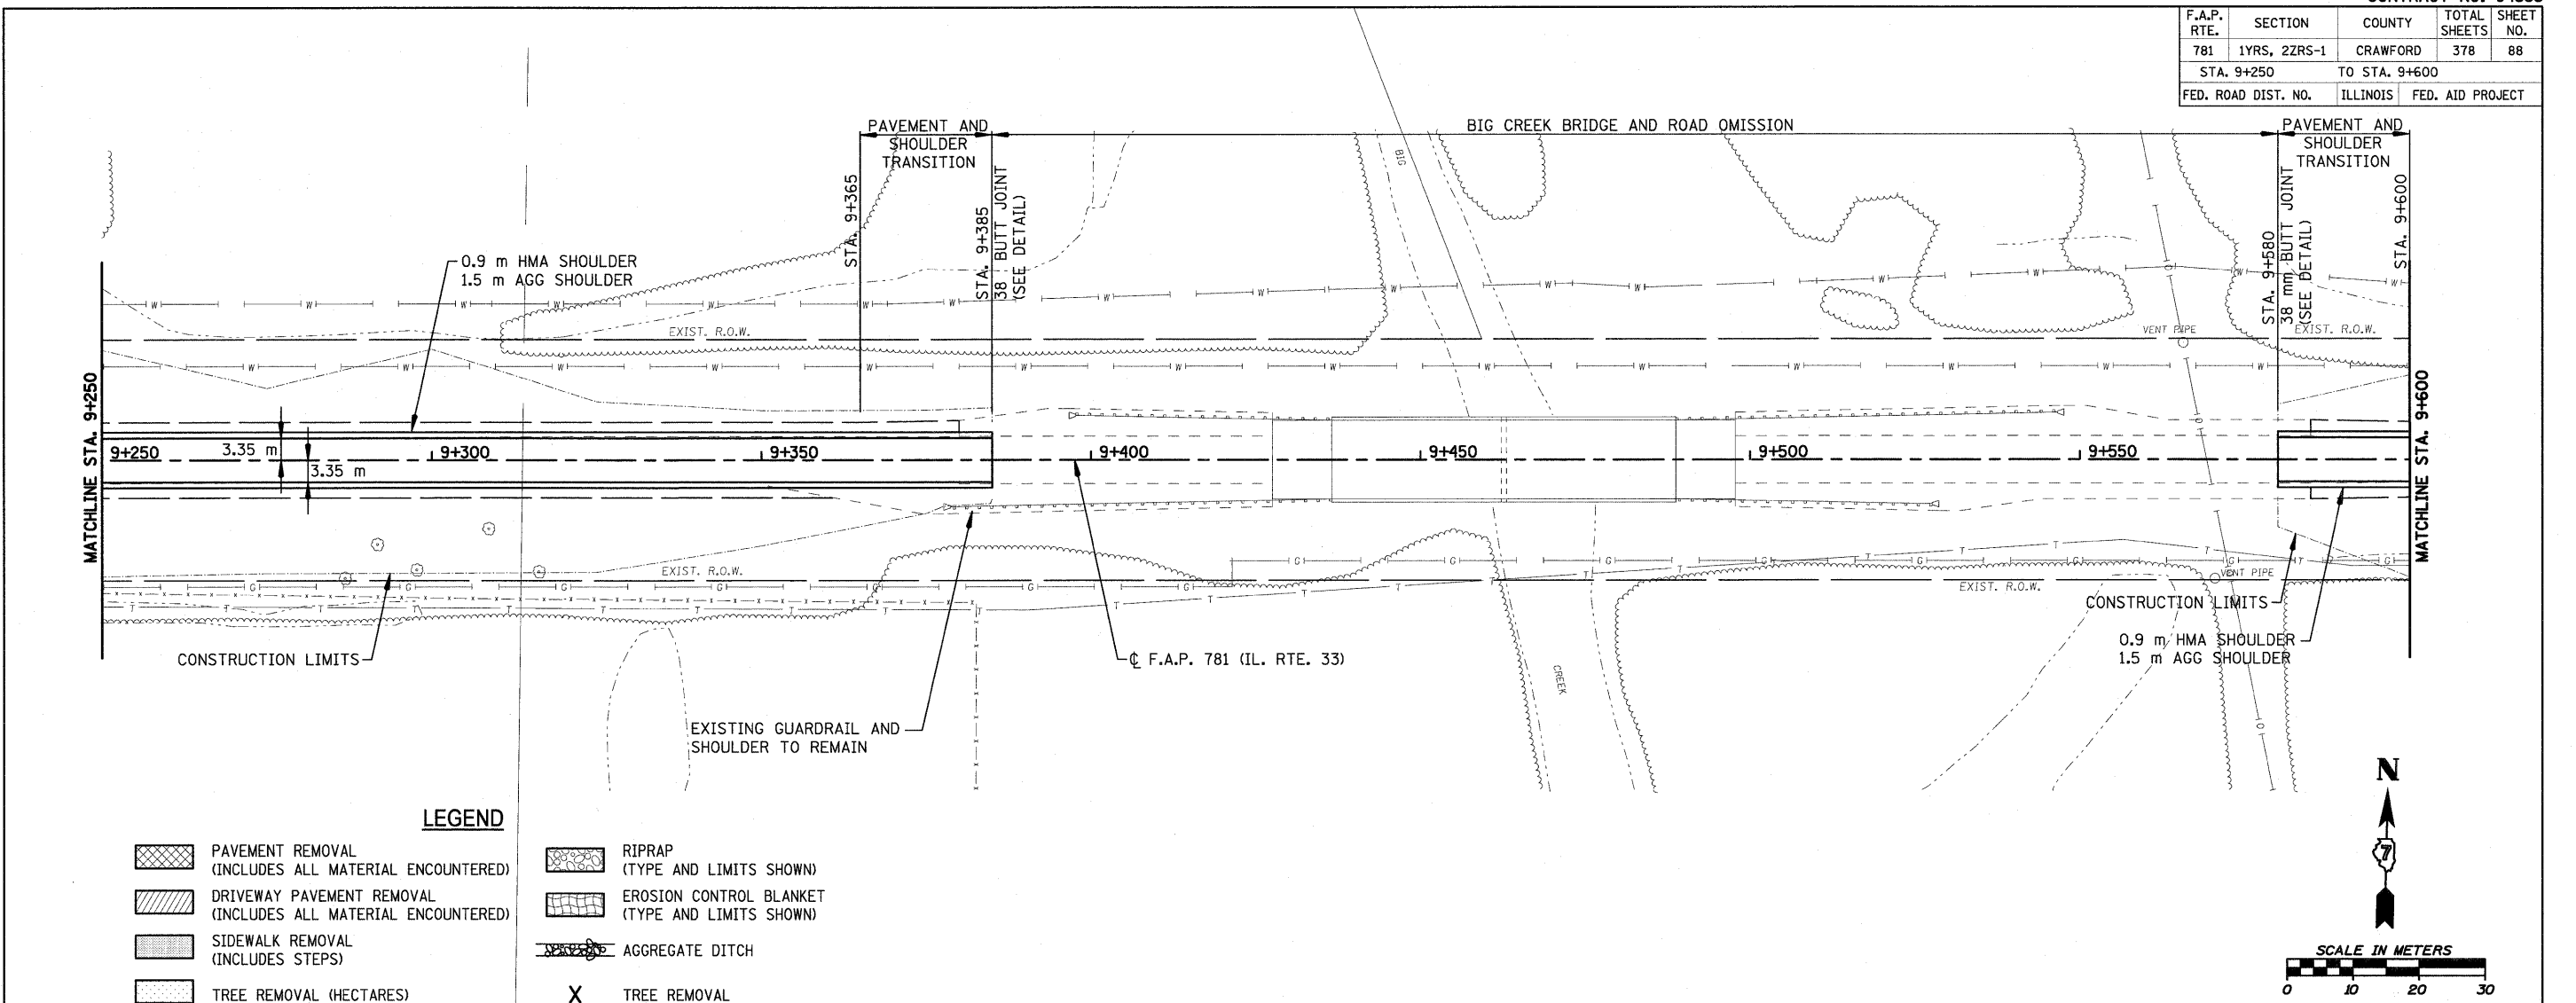 F.A.P. RTE. SECTION COUNTY TOTAL SHEETS SHEET NO.
781 1YRS, 2ZRS-1 CRAWFORD 378 88
STA. 9+250 TO STA. 9+600
FED. ROAD DIST. NO. ILLINOIS FED. AID PROJECT
PAVEMENT AND
SHOULDER
TRANSITION
BIG CREEK BRIDGE AND ROAD OMISSION
PAVEMENT AND
SHOULDER
TRANSITION
STA. 9+365
STA. 9+385
38 BUTT JOINT
(SEE DETAIL)
BIG
STA. 9+580
38 mm BUTT JOINT
(SEE DETAIL)
STA. 9+600
0.9 m HMA SHOULDER
1.5 m AGG SHOULDER
EXIST. R.O.W.
VENT PIPE
EXIST. R.O.W.
MATCHLINE STA. 9+250
3.35 m
3.35 m
9+250 9+300 9+350 9+400 9+450 9+500 9+550
MATCHLINE STA. 9+600
EXIST. R.O.W.
VENT PIPE
EXIST. R.O.W.
CONSTRUCTION LIMITS
0.9 m HMA SHOULDER
1.5 m AGG SHOULDER
CONSTRUCTION LIMITS
℄ F.A.P. 781 (IL. RTE. 33)
CREEK
EXISTING GUARDRAIL AND
SHOULDER TO REMAIN
N
7
LEGEND
PAVEMENT REMOVAL
(INCLUDES ALL MATERIAL ENCOUNTERED)
DRIVEWAY PAVEMENT REMOVAL
(INCLUDES ALL MATERIAL ENCOUNTERED)
SIDEWALK REMOVAL
(INCLUDES STEPS)
TREE REMOVAL (HECTARES)
RIPRAP
(TYPE AND LIMITS SHOWN)
EROSION CONTROL BLANKET
(TYPE AND LIMITS SHOWN)
AGGREGATE DITCH
X TREE REMOVAL
SCALE IN METERS
0 10 20 30